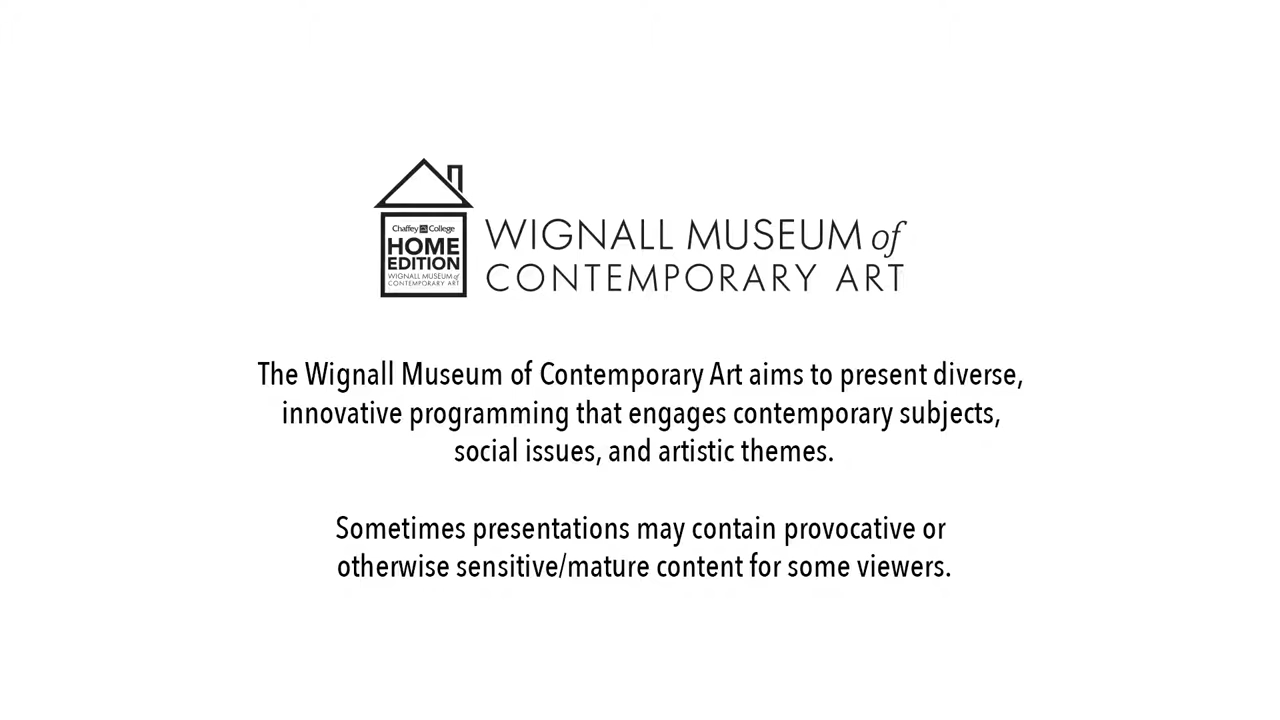 Chaffey College
HOME
EDITION
WIGNALL MUSEUM of
CONTEMPORARY ART
WIGNALL MUSEUM of
CONTEMPORARY ART
The Wignall Museum of Contemporary Art aims to present diverse,
innovative programming that engages contemporary subjects,
social issues, and artistic themes.
Sometimes presentations may contain provocative or
otherwise sensitive/mature content for some viewers.